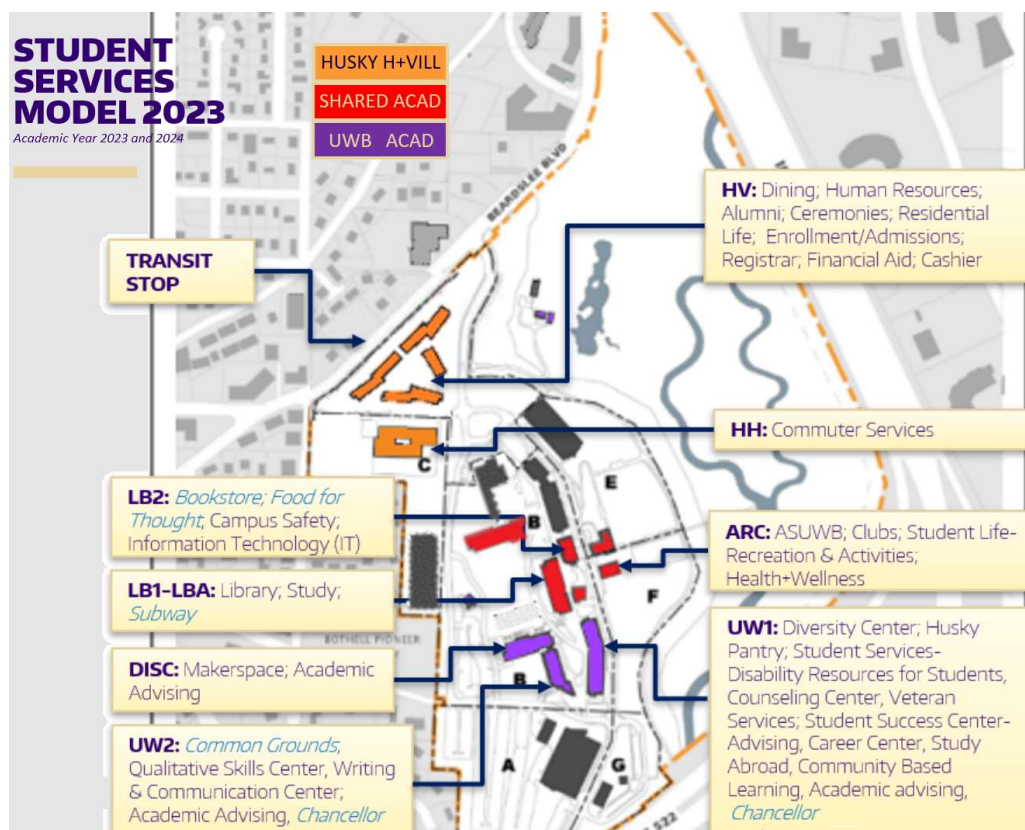 STUDENT
SERVICES
MODEL 2023
Academic Year 2023 and 2024
HUSKY H+VILL
SHARED ACAD
UWB ACAD
BEARDSLEE BLVD
HV: Dining; Human Resources;
Alumni; Ceremonies; Residential
Life; Enrollment/Admissions;
Registrar; Financial Aid; Cashier
TRANSIT
STOP
HH: Commuter Services
C
E
LB2: Bookstore; Food for
Thought; Campus Safety;
Information Technology (IT)
B
ARC: ASUWB; Clubs; Student Life-
Recreation & Activities;
Health+Wellness
LB1-LBA: Library; Study;
Subway
F
BOTHELL PIONEER
DISC: Makerspace; Academic
Advising
B
UW1: Diversity Center; Husky
Pantry; Student Services-
Disability Resources for Students,
Counseling Center, Veteran
Services; Student Success Center-
Advising, Career Center, Study
Abroad, Community Based
Learning, Academic advising,
Chancellor
UW2: Common Grounds,
Qualitative Skills Center, Writing
& Communication Center;
Academic Advising, Chancellor
A
G
522